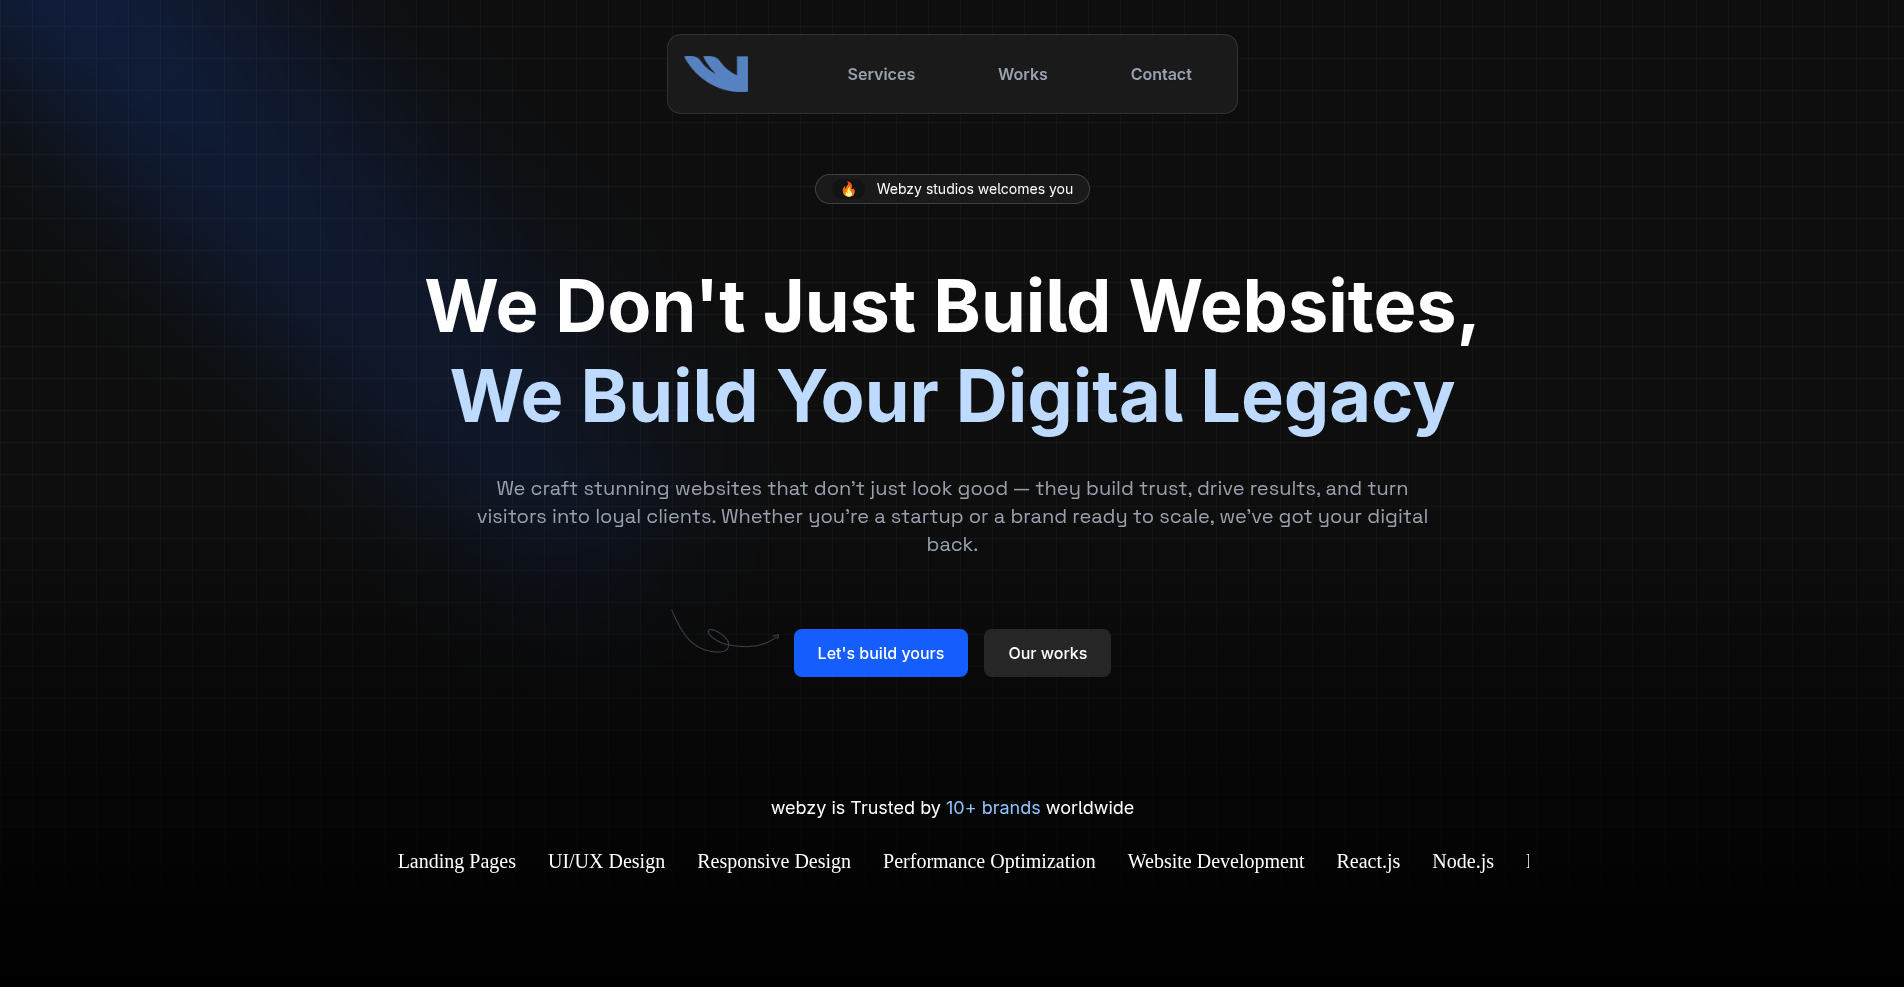 Services Works Contact
🔥 Webzy studios welcomes you
We Don't Just Build Websites,
We Build Your Digital Legacy
We craft stunning websites that don’t just look good — they build trust, drive results, and turn
visitors into loyal clients. Whether you’re a startup or a brand ready to scale, we’ve got your digital
back.
Let's build yours Our works
webzy is Trusted by 10+ brands worldwide
Landing Pages UI/UX Design Responsive Design Performance Optimization Website Development React.js Node.js